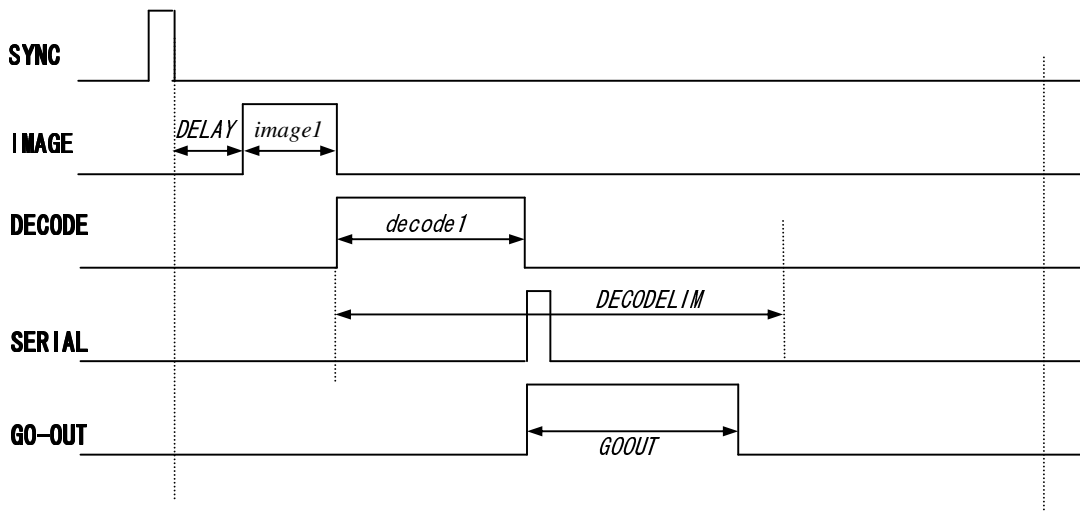 SYNC
IMAGE
DELAY
image1
DECODE
decode1
DECODELIM
SERIAL
GO-OUT
GOOUT